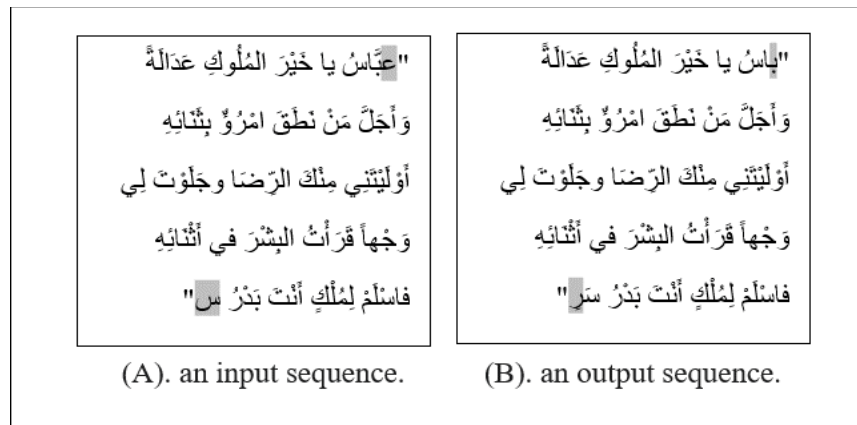 "عبَّاسُ يا خَيْرَ المُلُوكِ عَدَالَةً
وَأَجَلَّ مَنْ نَطَقَ امْرُؤٌ بِثَنَائِهِ
أَوْلَيْتَنِي مِنْكَ الرِّضَا وجَلَوْتَ لِي
وَجْهاً قَرَأْتُ البِشْرَ في أَثْنَائِهِ
فاسْلَمْ لِمُلْكٍ أَنْتَ بَدْرُ س"
(A). an input sequence.
"بِاسُ يا خَيْرَ المُلُوكِ عَدَالَةً
وَأَجَلَّ مَنْ نَطَقَ امْرُؤٌ بِثَنَائِهِ
أَوْلَيْتَنِي مِنْكَ الرِّضَا وجَلَوْتَ لِي
وَجْهاً قَرَأْتُ البِشْرَ في أَثْنَائِهِ
فاسْلَمْ لِمُلْكٍ أَنْتَ بَدْرُ سَرِ"
(B). an output sequence.